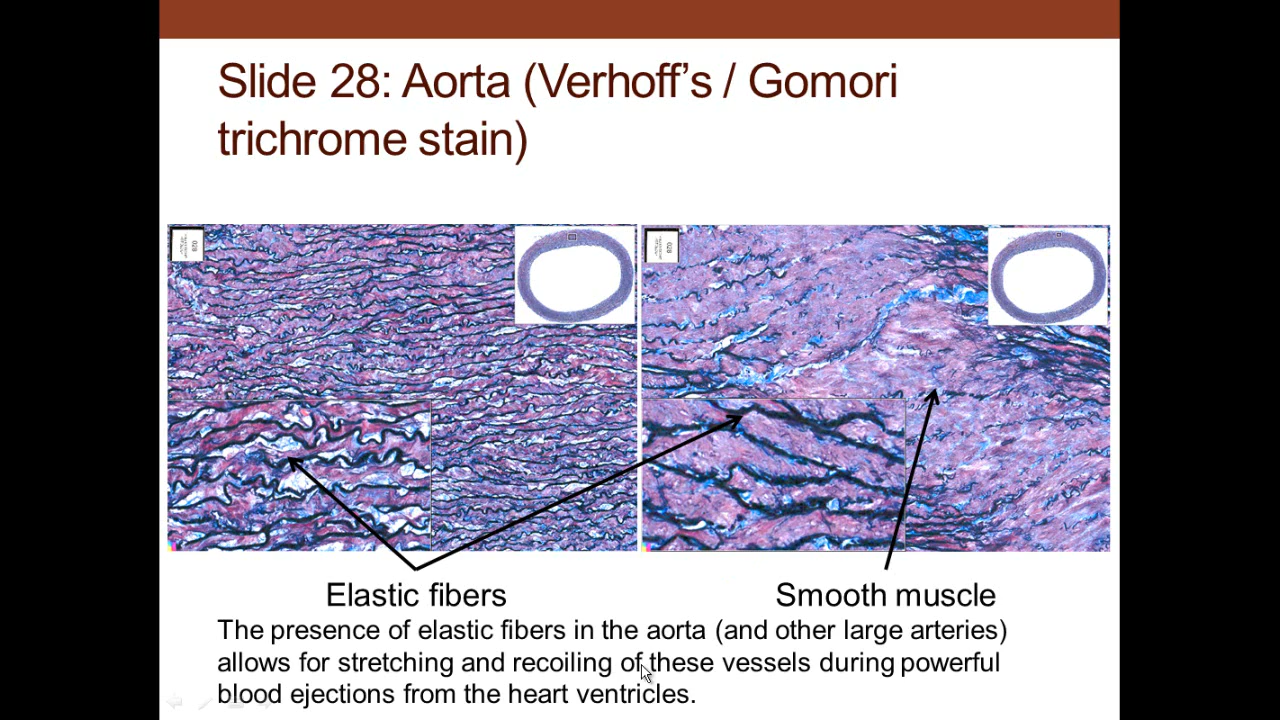 Slide 28: Aorta (Verhoff’s / Gomori
trichrome stain)
Elastic fibers
Smooth muscle
The presence of elastic fibers in the aorta (and other large arteries)
allows for stretching and recoiling of these vessels during powerful
blood ejections from the heart ventricles.